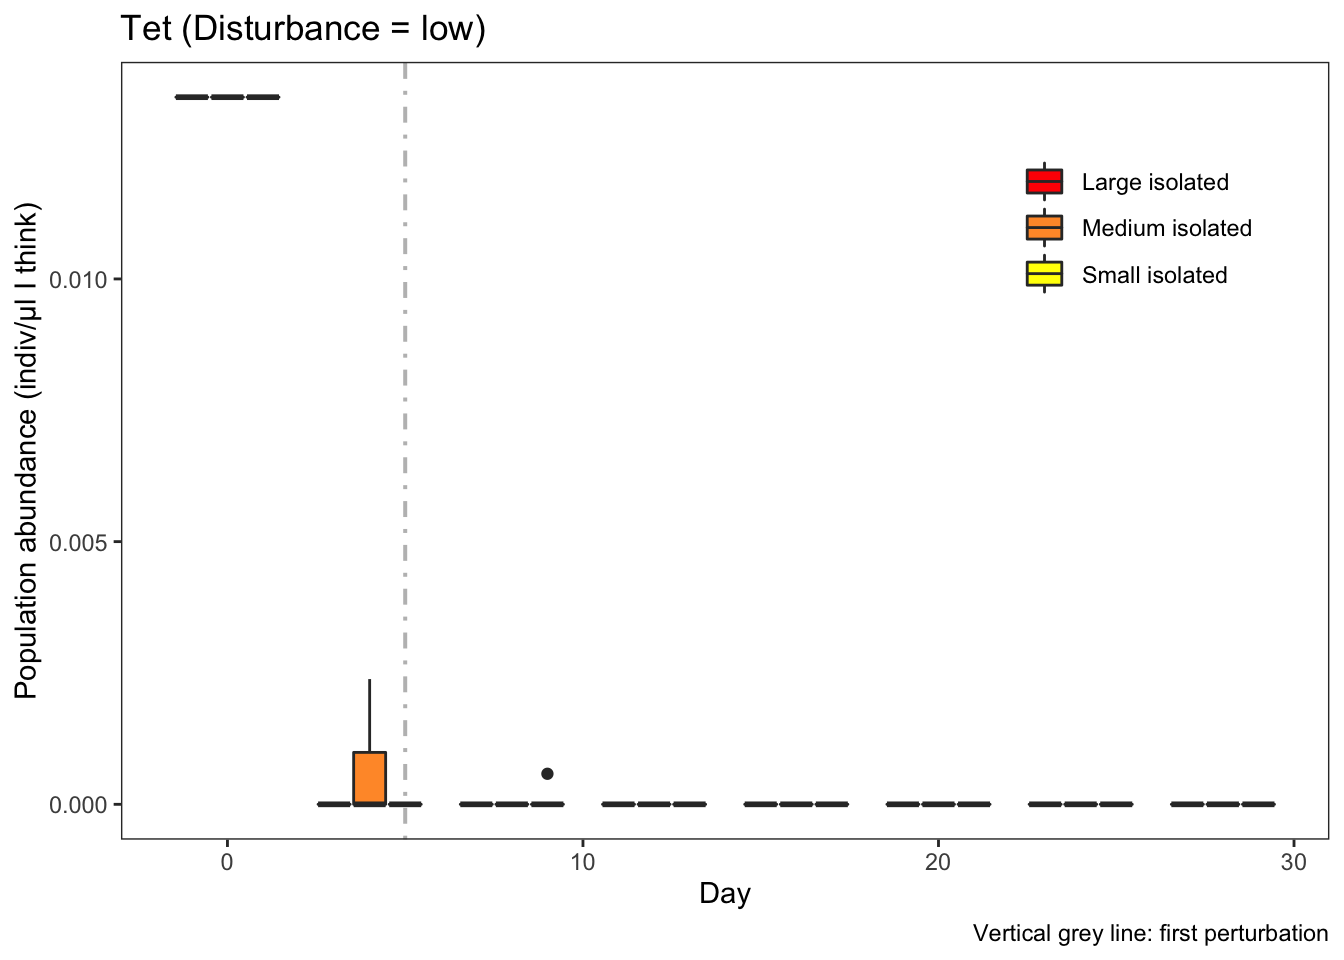 Tet (Disturbance = low)
Population abundance (indiv/μl I think)
0.010
0.005
0.000
Large isolated
Medium isolated
Small isolated
0
10
20
30
Day
Vertical grey line: first perturbation